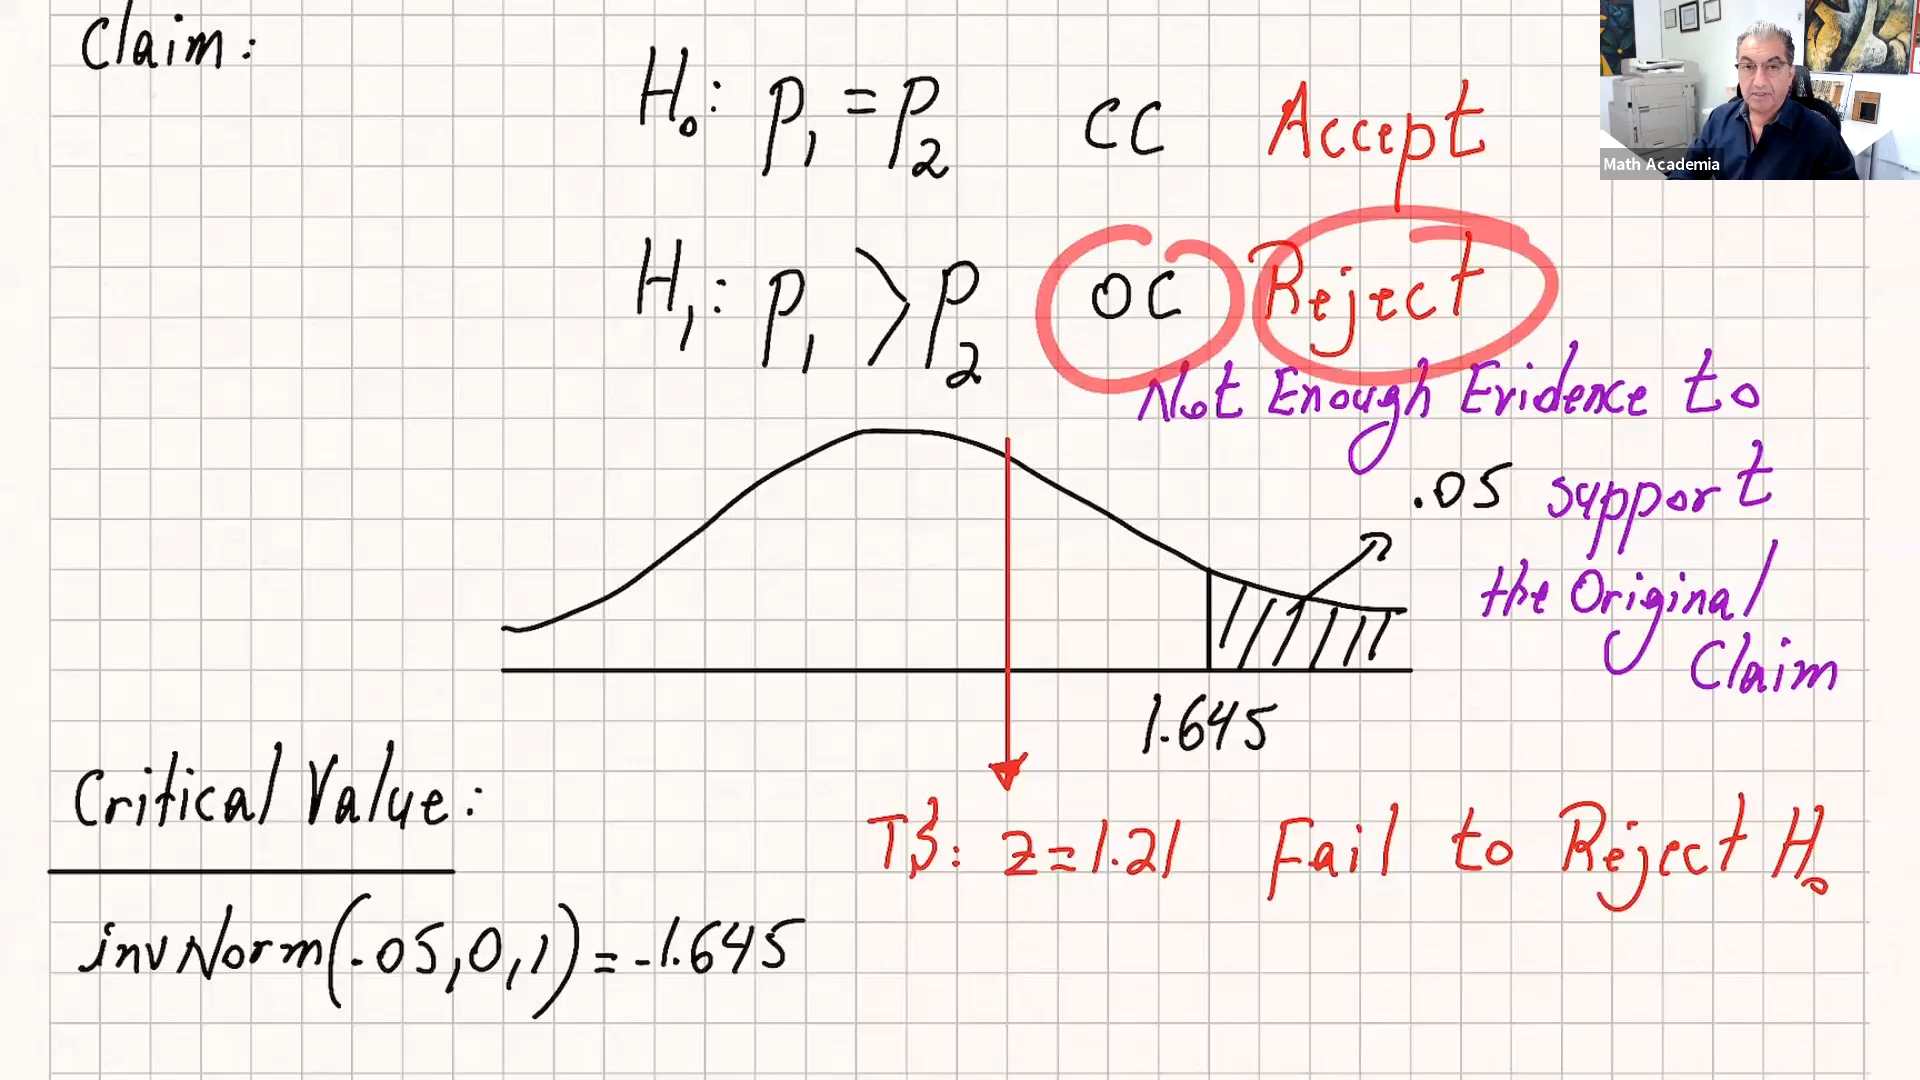 Claim:
H₀: p₁ = p₂ CC Accept
Math Academia
H₁: p₁ > p₂ OC Reject
Not Enough Evidence to
.05 support
the Original
Claim
1.645
Critical Value:
TS: z=1.21 Fail to Reject H₀
invNorm(.05,0,1)=-1.645